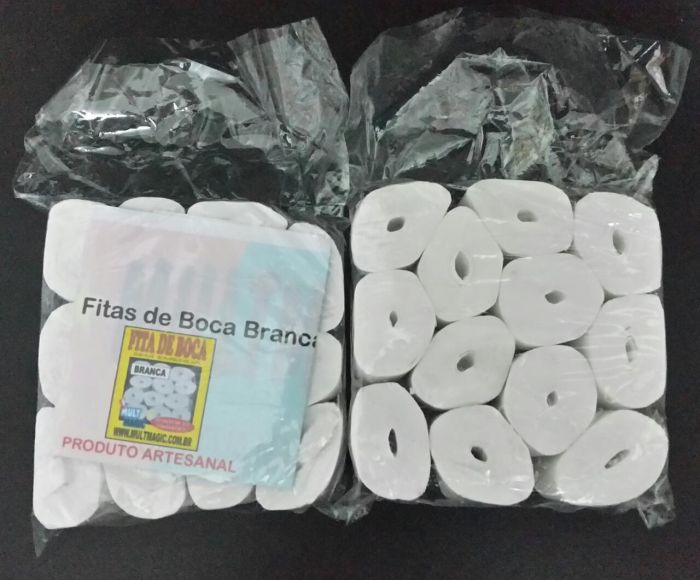 Fitas de Boca Branca
FITA DE BOCA
BRANCA
MULT
MAGIC
WWW.MULTMAGIC.COM.BR
PRODUTO ARTESANAL